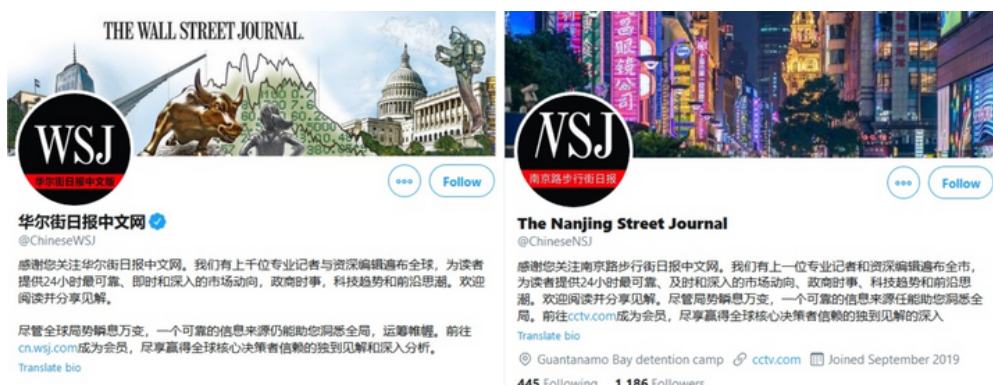 THE WALL STREET JOURNAL.
WSJ
华尔街日报中文版
Follow
华尔街日报中文网
@ChineseWSJ
感谢您关注华尔街日报中文网。我们有上千位专业记者与资深编辑遍布全球，为读者
提供24小时最可靠、即时和深入的市场动向，政商时事，科技趋势和前沿思潮。欢迎
阅读并分享见解。
尽管全球局势瞬息万变，一个可靠的信息来源仍能助您洞悉全局，运筹帷幄。前往
cn.wsj.com成为会员，尽享赢得全球核心决策者信赖的独到见解和深入分析。
Translate bio
昌眼鏡公司
NSJ
南京路步行街日报
Follow
The Nanjing Street Journal
@ChineseNSJ
感谢您关注南京路步行街日报中文网。我们有上一位专业记者和资深编辑遍布全市，
为读者提供24小时最可靠、及时和深入的市场动向、政商时事、科技趋势和前沿思
潮。欢迎阅读并分享见解。尽管局势瞬息万变，一个可靠的信息来源任能助您洞悉全
局。前往cctv.com成为会员，尽享赢得全球核心决策者信赖的独到见解的深入
Translate bio
Guantanamo Bay detention camp cctv.com Joined September 2019
445 Following 1,186 Followers